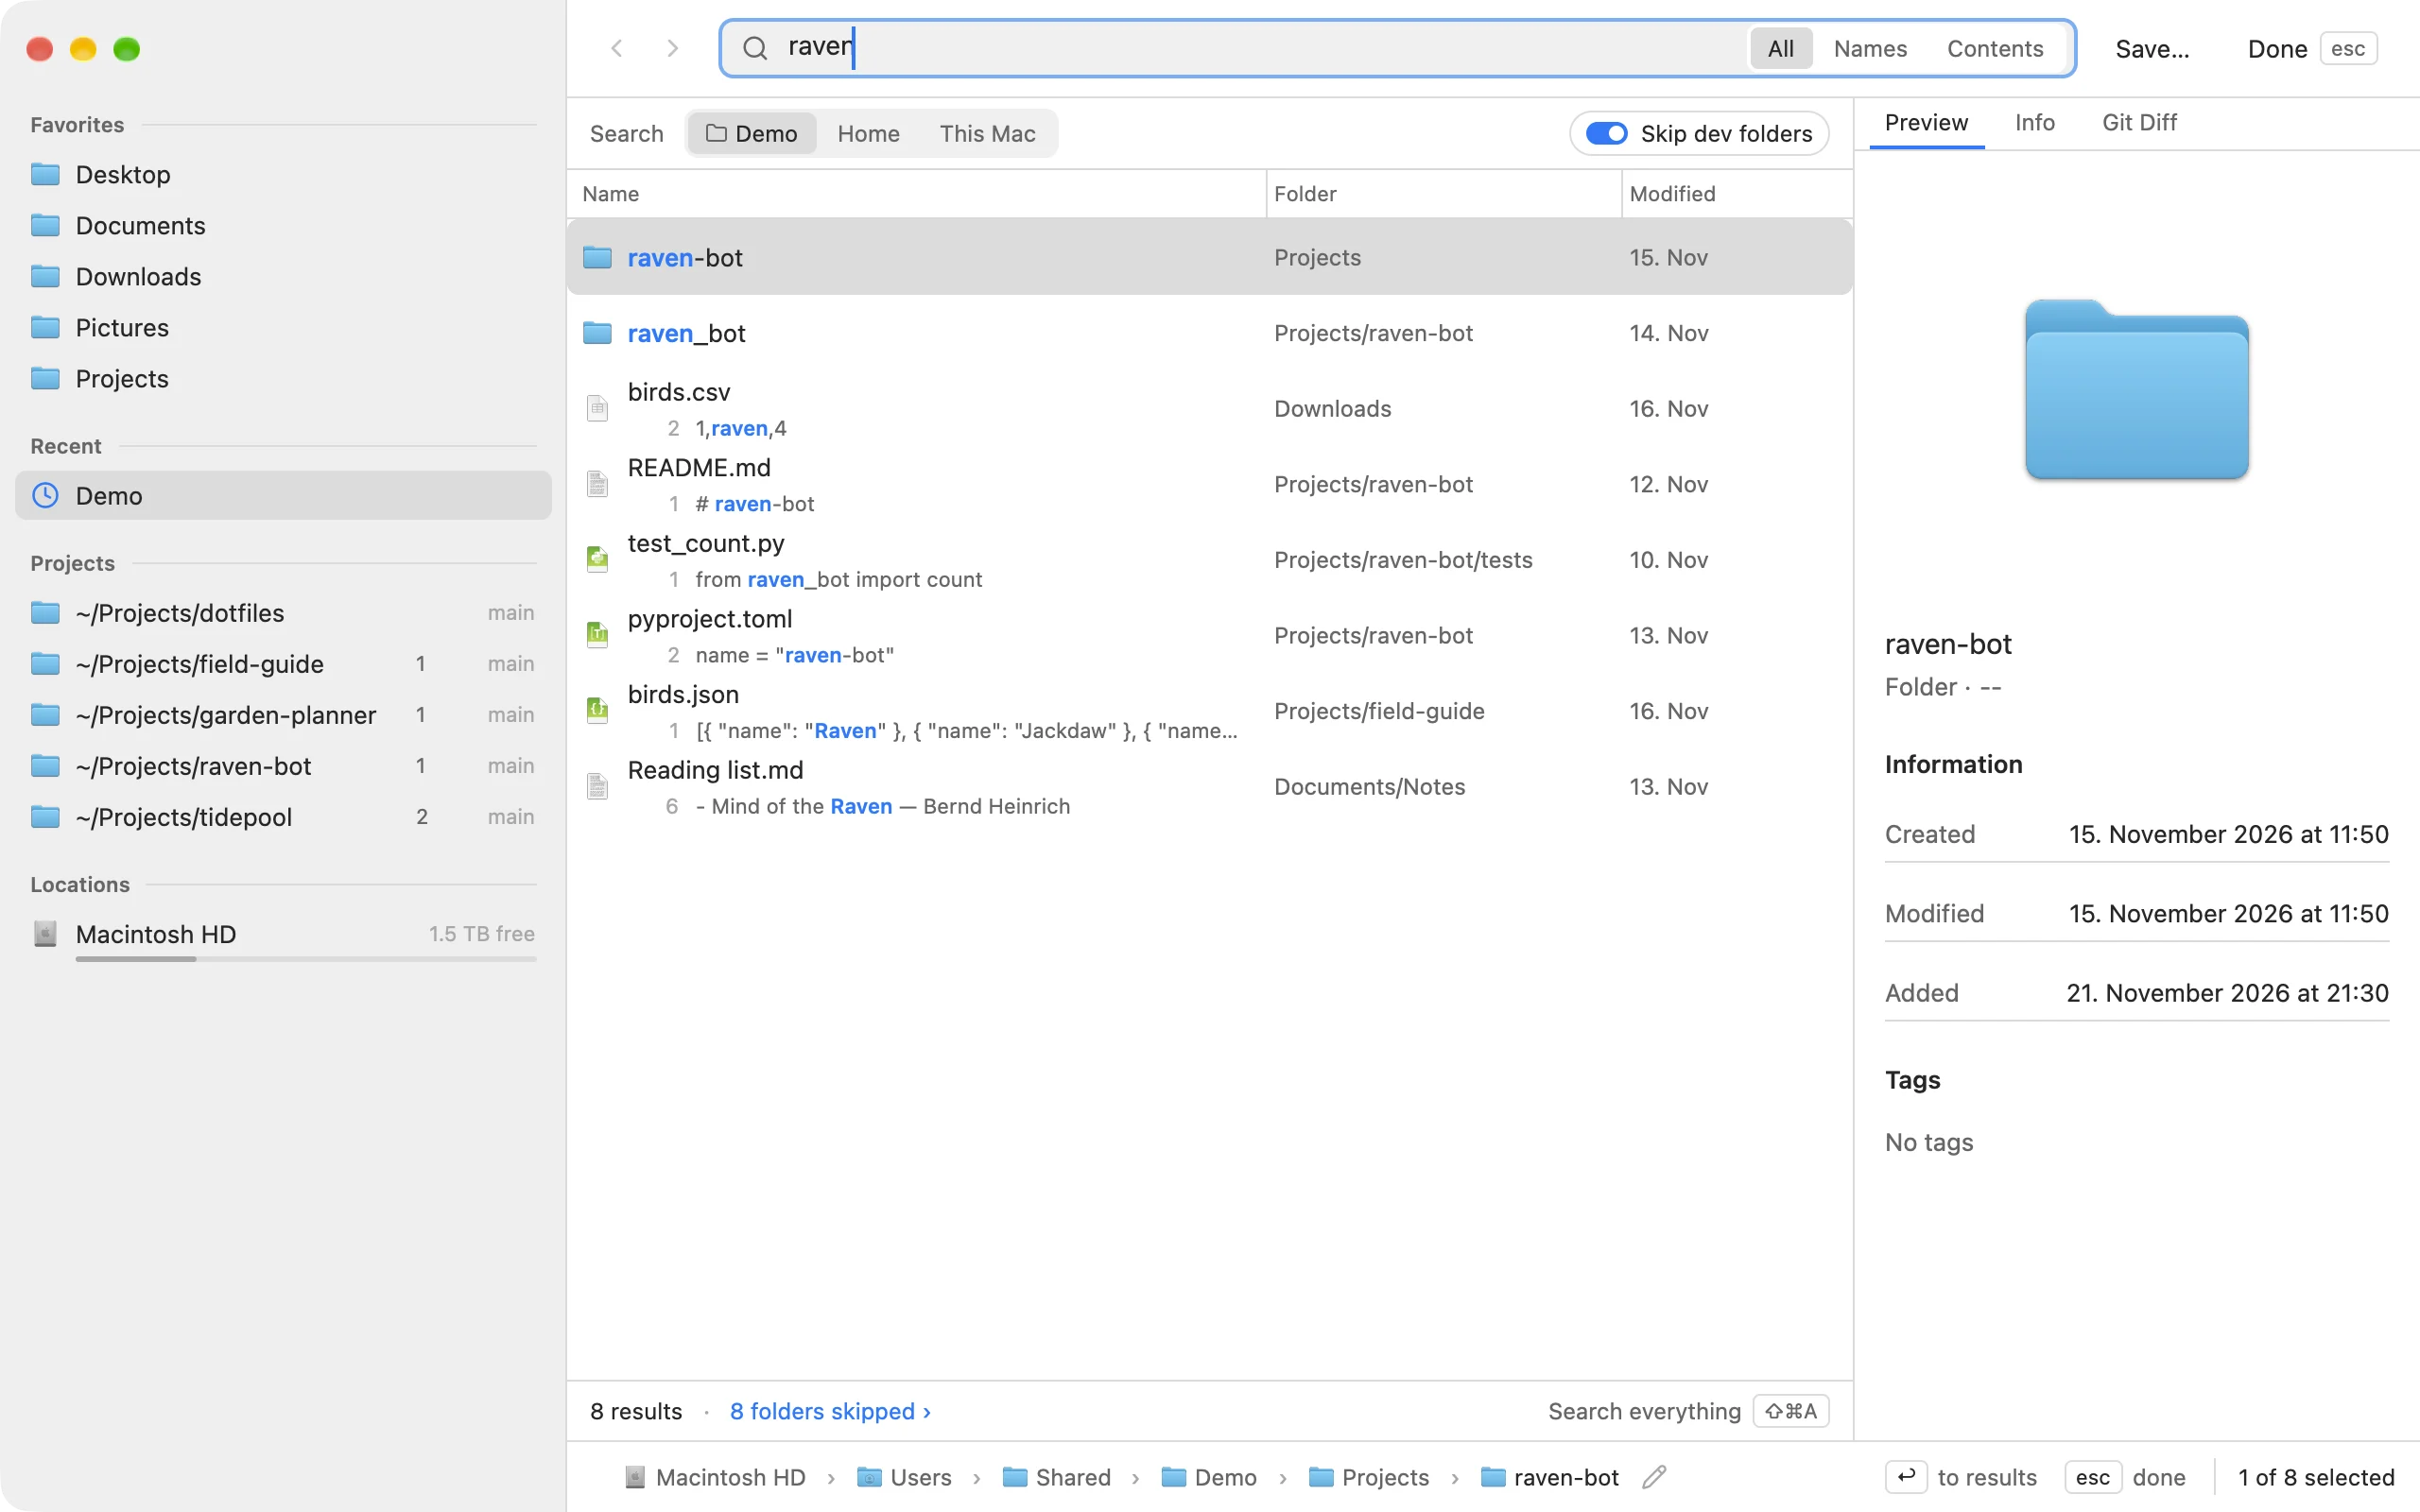 raven
All Names Contents
Save...
Done esc
Favorites
Desktop
Documents
Downloads
Pictures
Projects
Recent
Demo
Projects
~/Projects/dotfiles main
~/Projects/field-guide 1 main
~/Projects/garden-planner 1 main
~/Projects/raven-bot 1 main
~/Projects/tidepool 2 main
Locations
Macintosh HD 1.5 TB free
Search Demo Home This Mac
Skip dev folders
Name Folder Modified
raven-bot Projects 15. Nov
raven_bot Projects/raven-bot 14. Nov
birds.csv Downloads 16. Nov
2 1,raven,4
README.md Projects/raven-bot 12. Nov
1 # raven-bot
test_count.py Projects/raven-bot/tests 10. Nov
1 from raven_bot import count
pyproject.toml Projects/raven-bot 13. Nov
2 name = "raven-bot"
birds.json Projects/field-guide 16. Nov
1 [{ "name": "Raven" }, { "name": "Jackdaw" }, { "name...
Reading list.md Documents/Notes 13. Nov
6 - Mind of the Raven — Bernd Heinrich
8 results · 8 folders skipped ›
Search everything ⇧⌘A
Macintosh HD › Users › Shared › Demo › Projects › raven-bot
Preview Info Git Diff
raven-bot
Folder · --
Information
Created 15. November 2026 at 11:50
Modified 15. November 2026 at 11:50
Added 21. November 2026 at 21:30
Tags
No tags
↩ to results esc done 1 of 8 selected